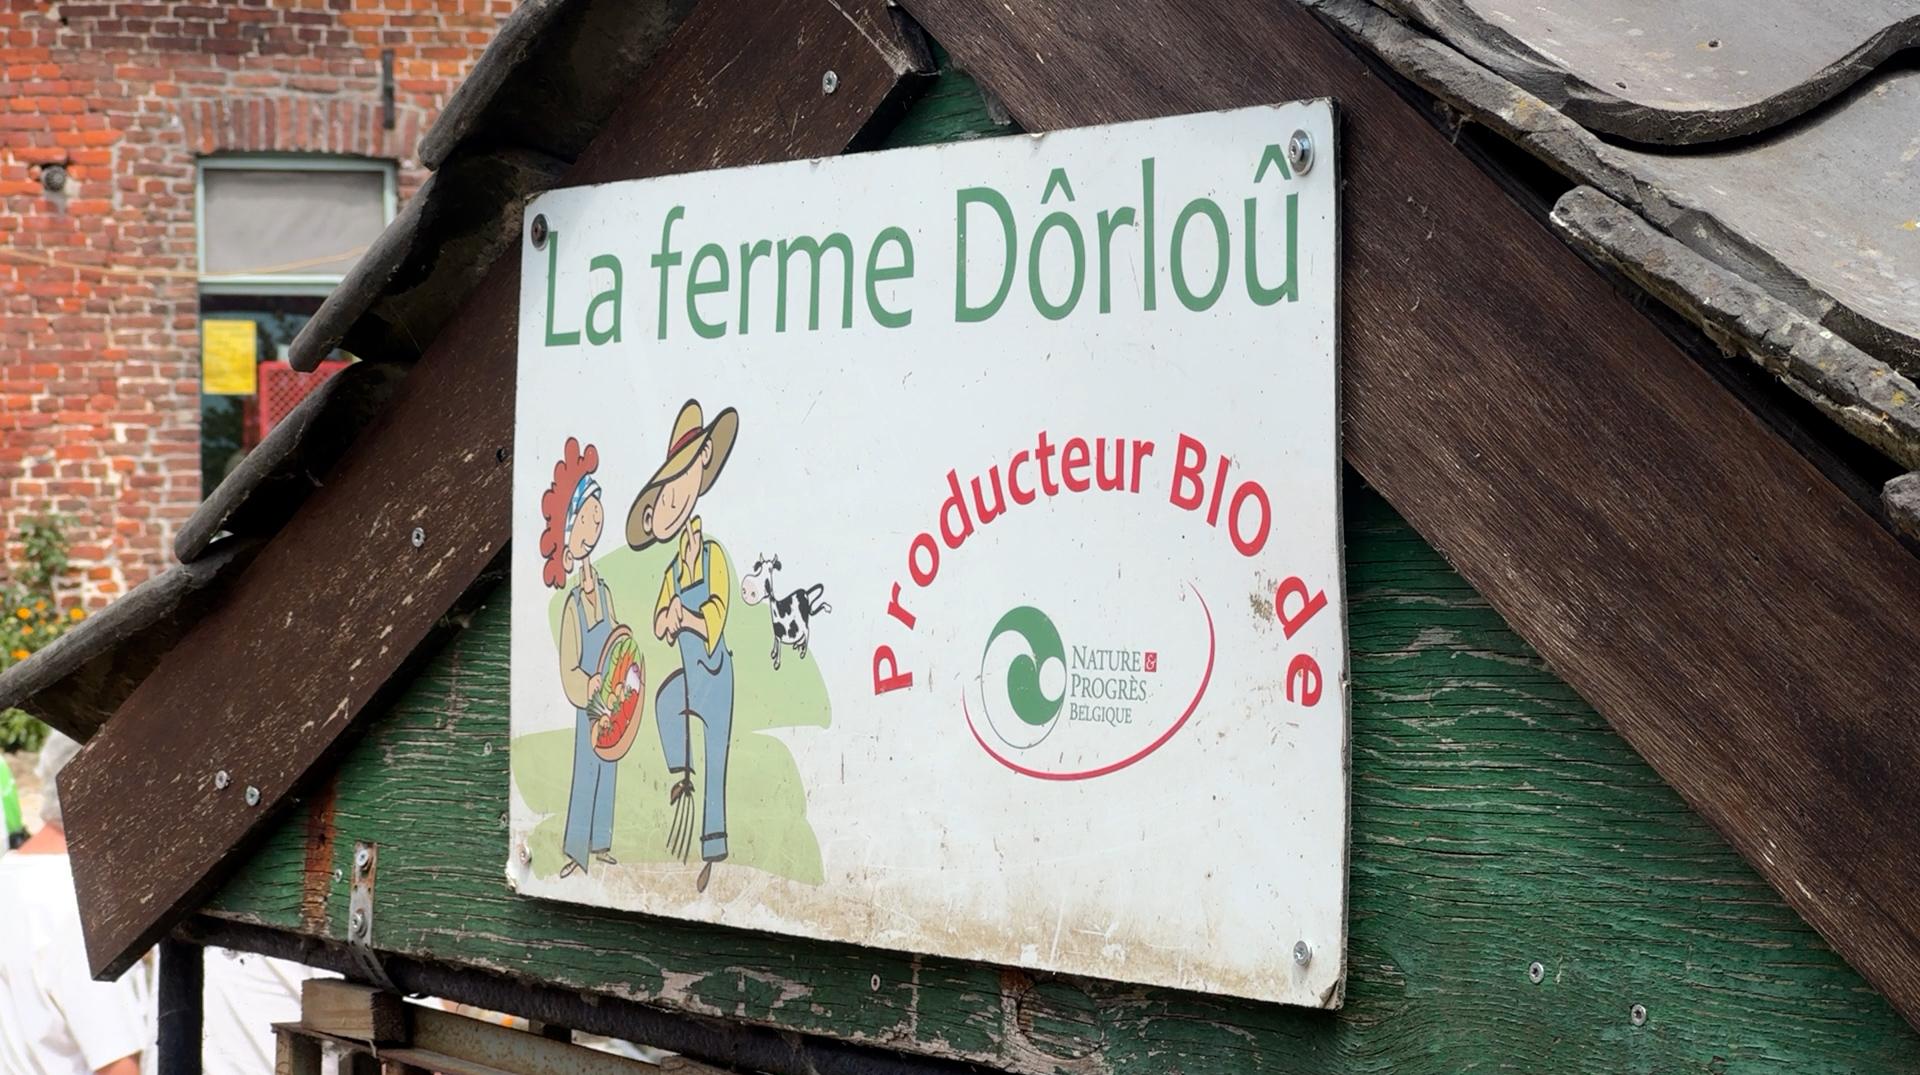 La ferme Dôrloû
Producteur BIO de
NATURE &
PROGRÈS
BELGIQUE